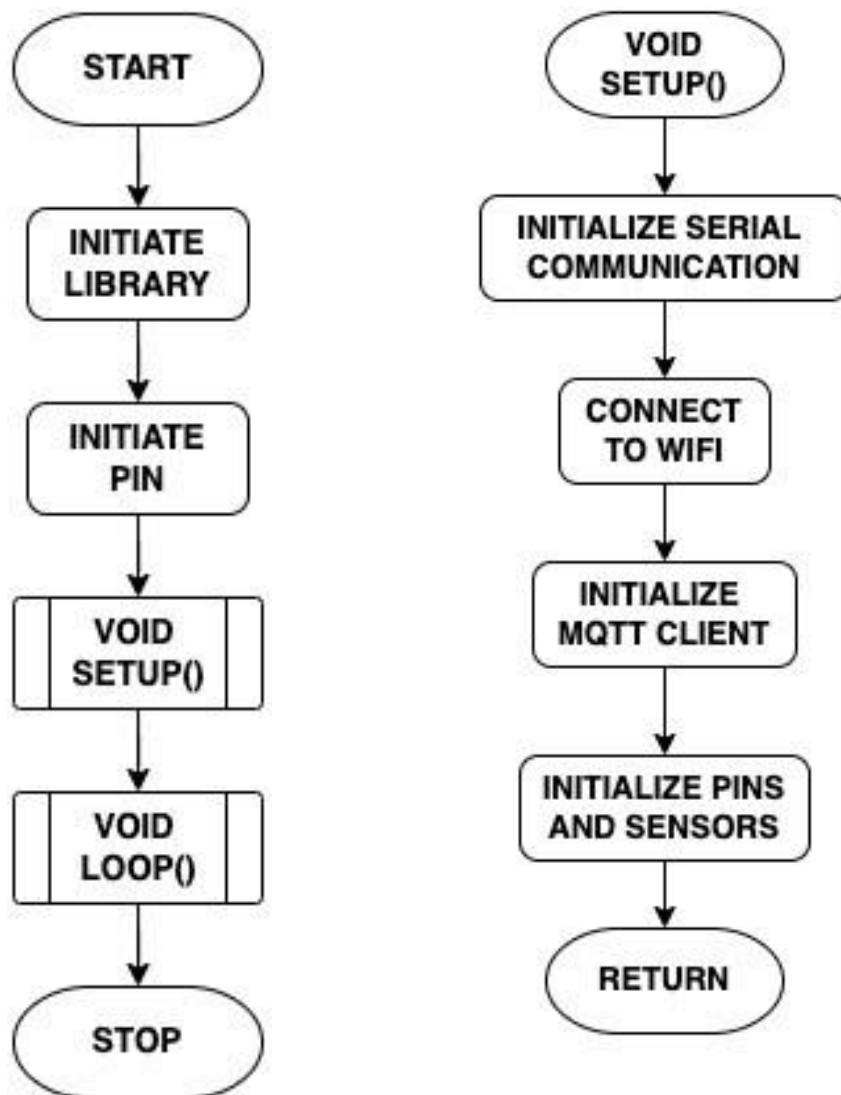 START
INITIATE
LIBRARY
INITIATE
PIN
VOID
SETUP()
VOID
LOOP()
STOP
VOID
SETUP()
INITIALIZE SERIAL
COMMUNICATION
CONNECT
TO WIFI
INITIALIZE
MQTT CLIENT
INITIALIZE PINS
AND SENSORS
RETURN